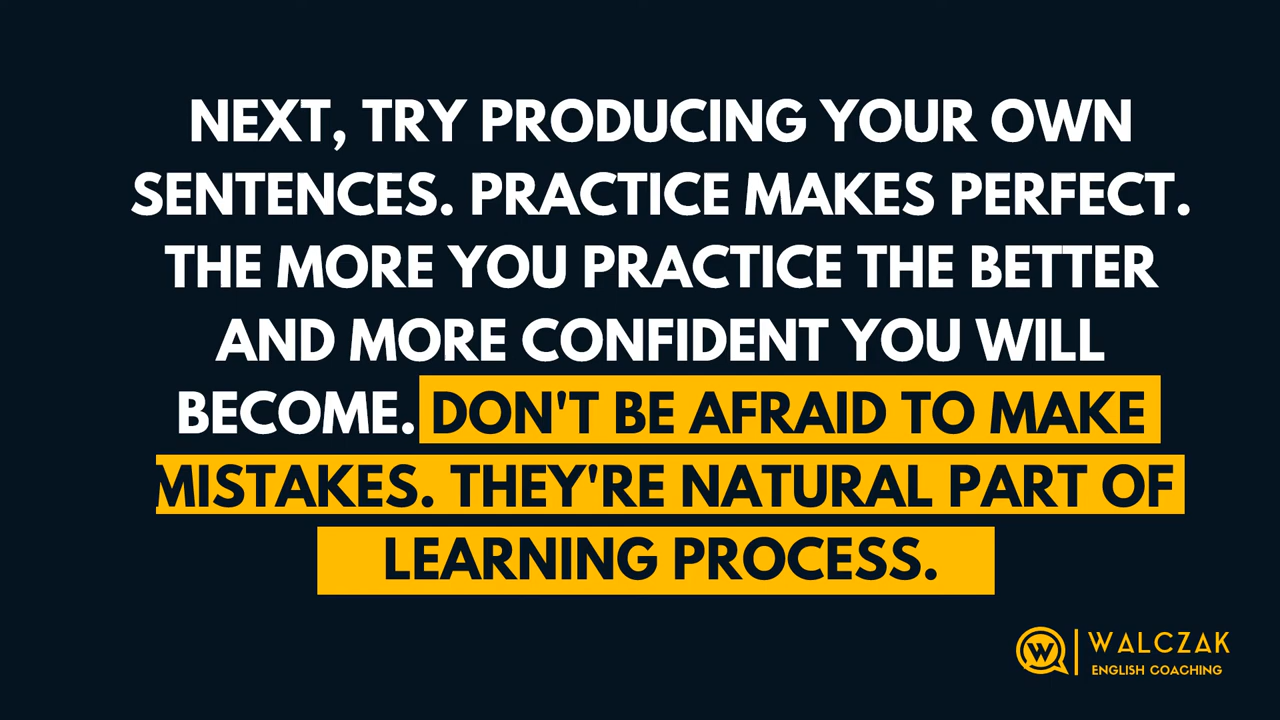 NEXT, TRY PRODUCING YOUR OWN
SENTENCES. PRACTICE MAKES PERFECT.
THE MORE YOU PRACTICE THE BETTER
AND MORE CONFIDENT YOU WILL
BECOME. DON'T BE AFRAID TO MAKE
MISTAKES. THEY'RE NATURAL PART OF
LEARNING PROCESS.
W WALCZAK
ENGLISH COACHING